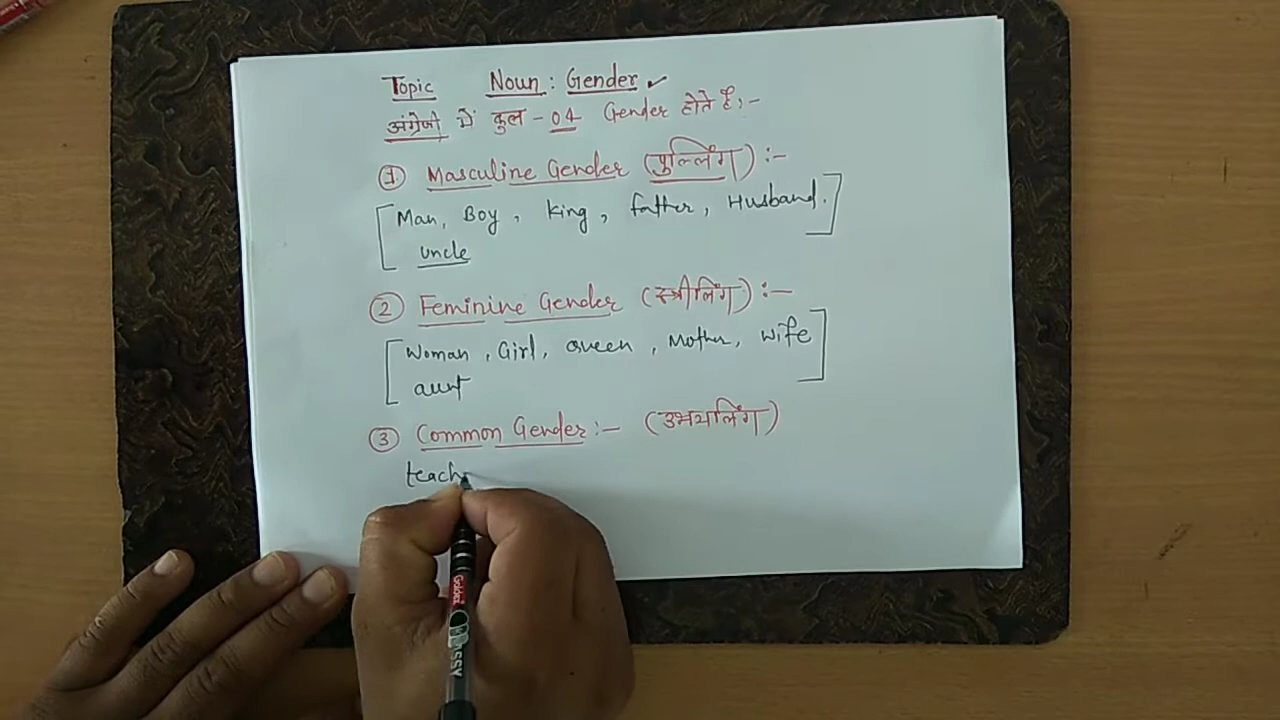 Topic Noun: Gender ✓
अंग्रेजी में कुल - 04 Gender होते है:-
① Masculine Gender (पुल्लिंग) :-
[Man, Boy, King, father, Husband.
uncle]
② Feminine Gender (स्त्रीलिंग) :-
[Woman, Girl, Queen, Mother, wife
aunt]
③ Common Gender:- (उभयलिंग)
teach
Goldex